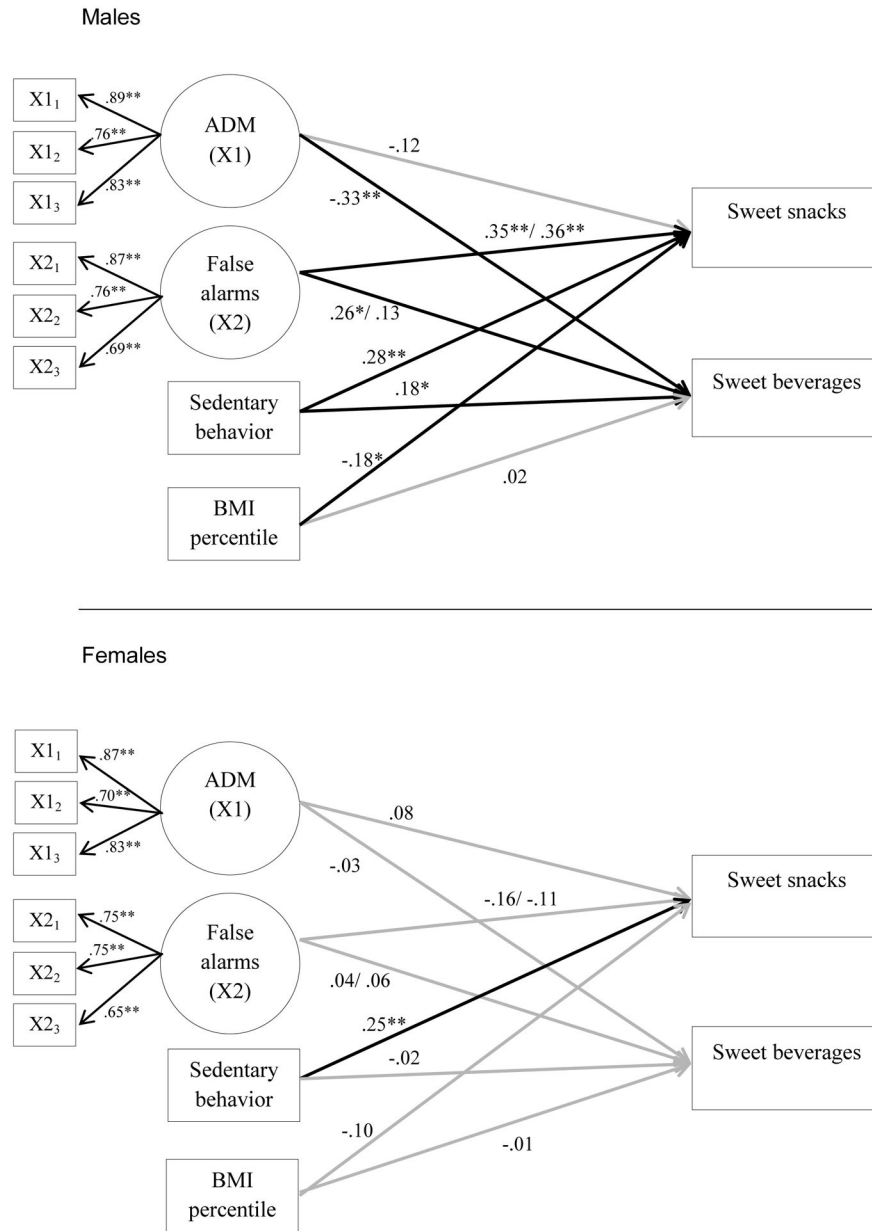 Males
X1₁
.89**
X1₂
.76**
X1₃
.83**
ADM
(X1)
-.12
-.33**
Sweet snacks
X2₁
.87**
X2₂
.76**
X2₃
.69**
False
alarms
(X2)
.35**/ .36**
.26*/ .13
Sedentary
behavior
.28**
.18*
Sweet beverages
BMI
percentile
-.18*
.02
Females
X1₁
.87**
X1₂
.70**
X1₃
.83**
ADM
(X1)
.08
-.03
Sweet snacks
X2₁
.75**
X2₂
.75**
X2₃
.65**
False
alarms
(X2)
-.16/ -.11
.04/ .06
Sedentary
behavior
.25**
-.02
Sweet beverages
BMI
percentile
-.10
-.01